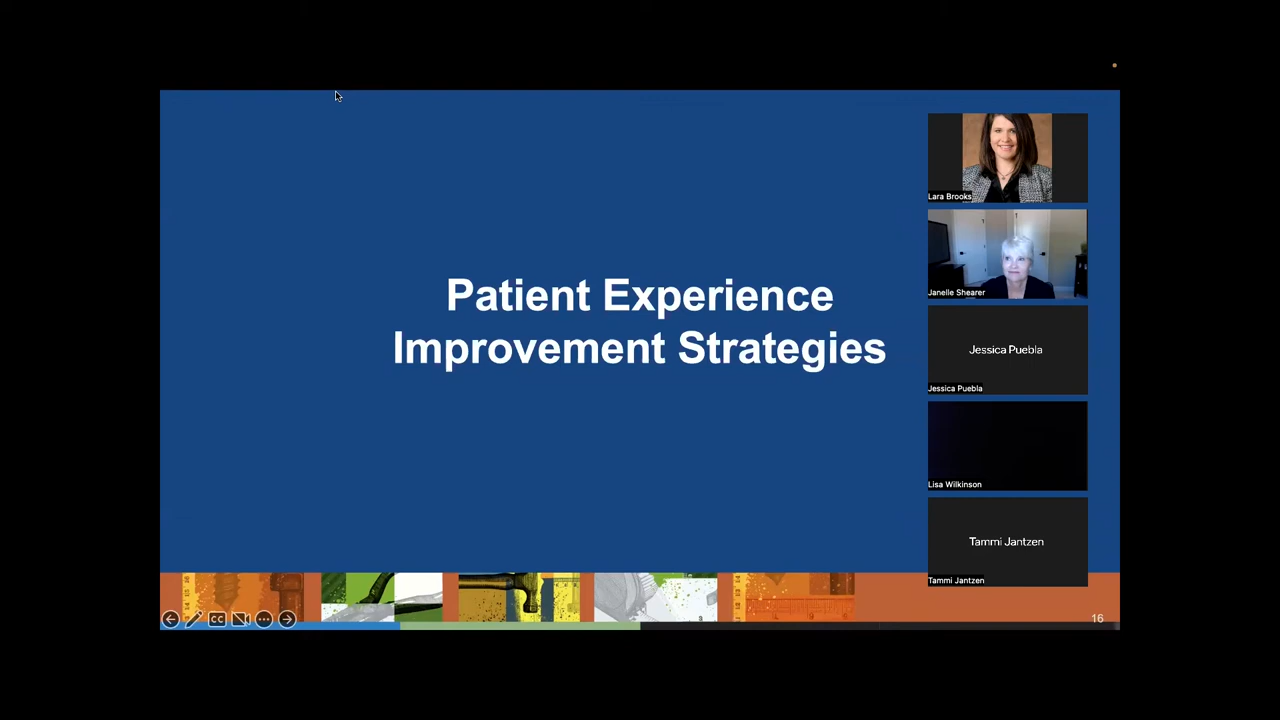 Patient Experience
Improvement Strategies
Lara Brooks
Janelle Shearer
Jessica Puebla
Jessica Puebla
Lisa Wilkinson
Tammi Jantzen
Tammi Jantzen
CC
16